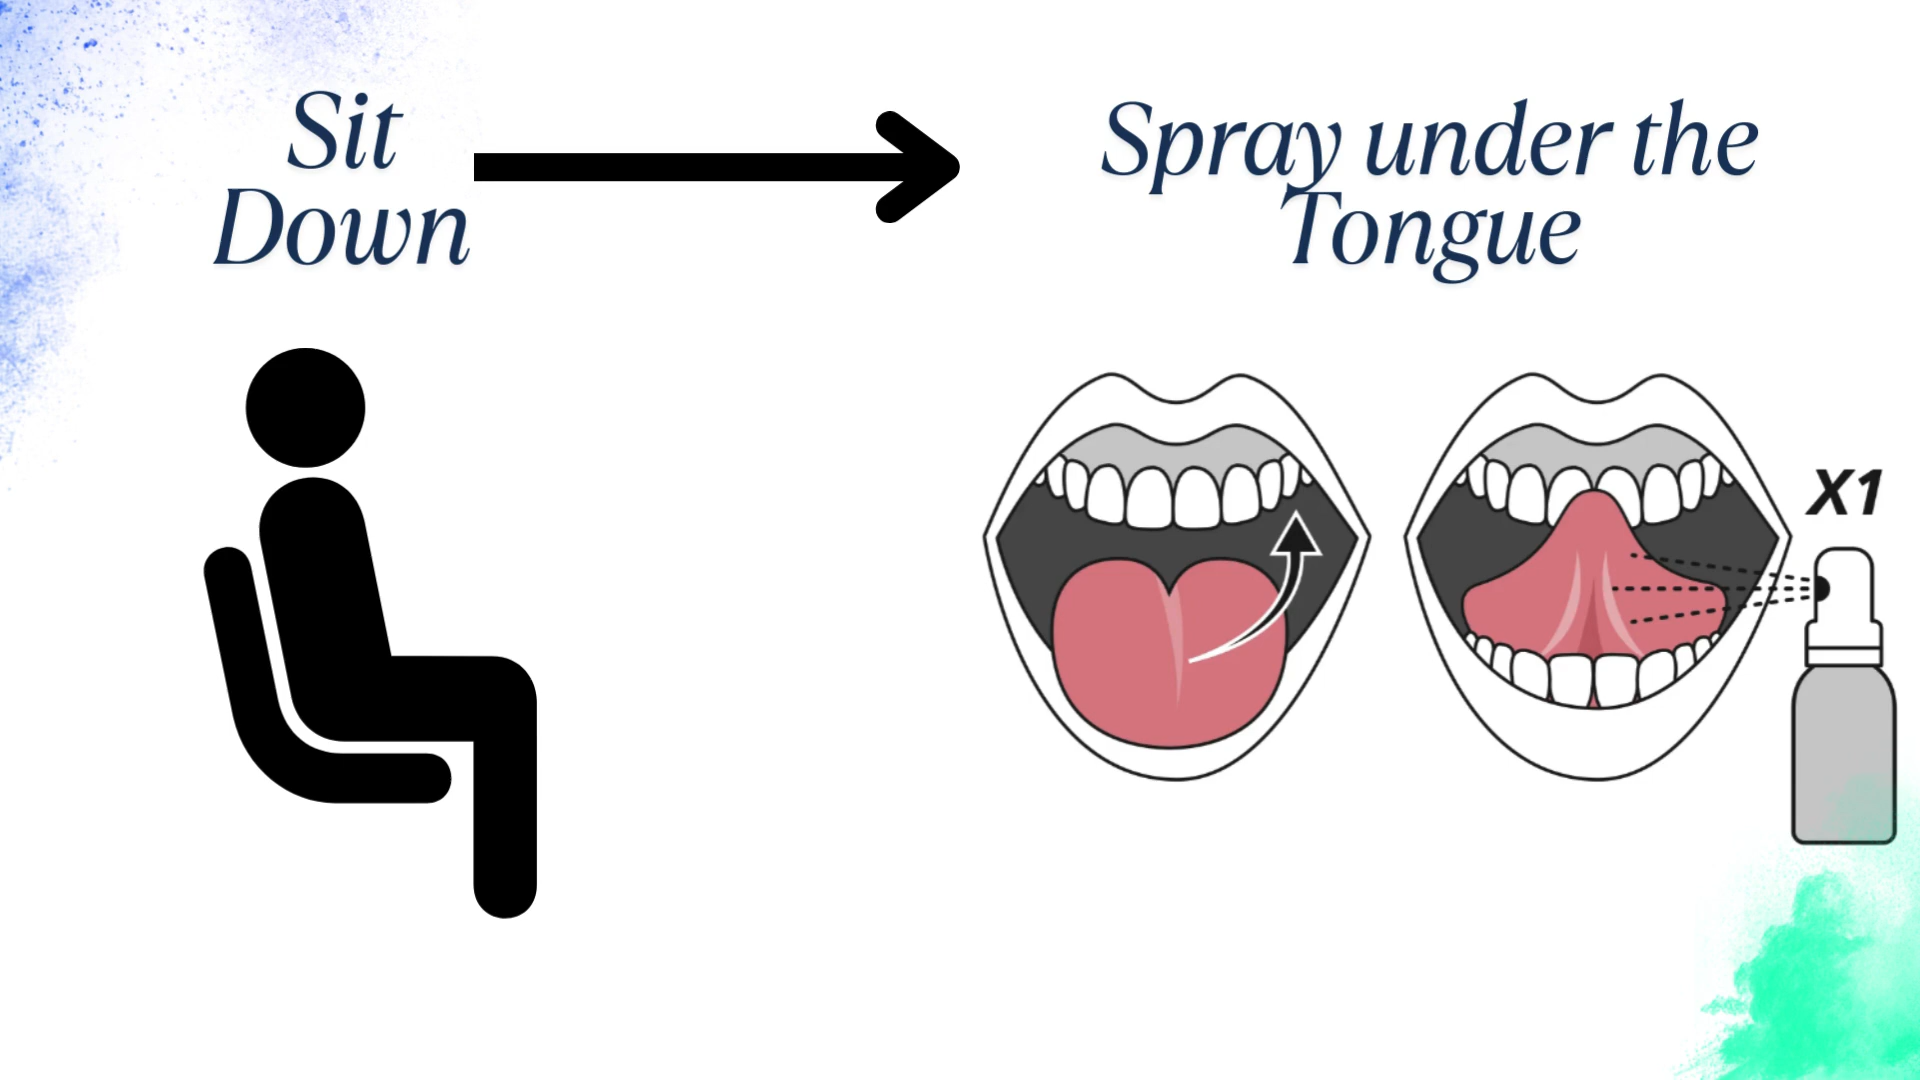 Sit
Down
Spray under the
Tongue
X1